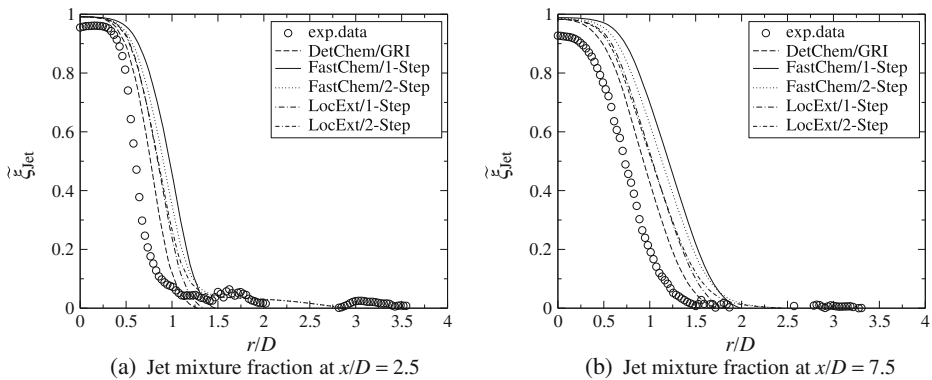 1
0.8
0.6
0.4
0.2
0
ξ̃Jet
exp.data
DetChem/GRI
FastChem/1-Step
FastChem/2-Step
LocExt/1-Step
LocExt/2-Step
0 0.5 1 1.5 2 2.5 3 3.5 4
r/D
(a) Jet mixture fraction at x/D = 2.5
1
0.8
0.6
0.4
0.2
0
ξ̃Jet
exp.data
DetChem/GRI
FastChem/1-Step
FastChem/2-Step
LocExt/1-Step
LocExt/2-Step
0 0.5 1 1.5 2 2.5 3 3.5 4
r/D
(b) Jet mixture fraction at x/D = 7.5